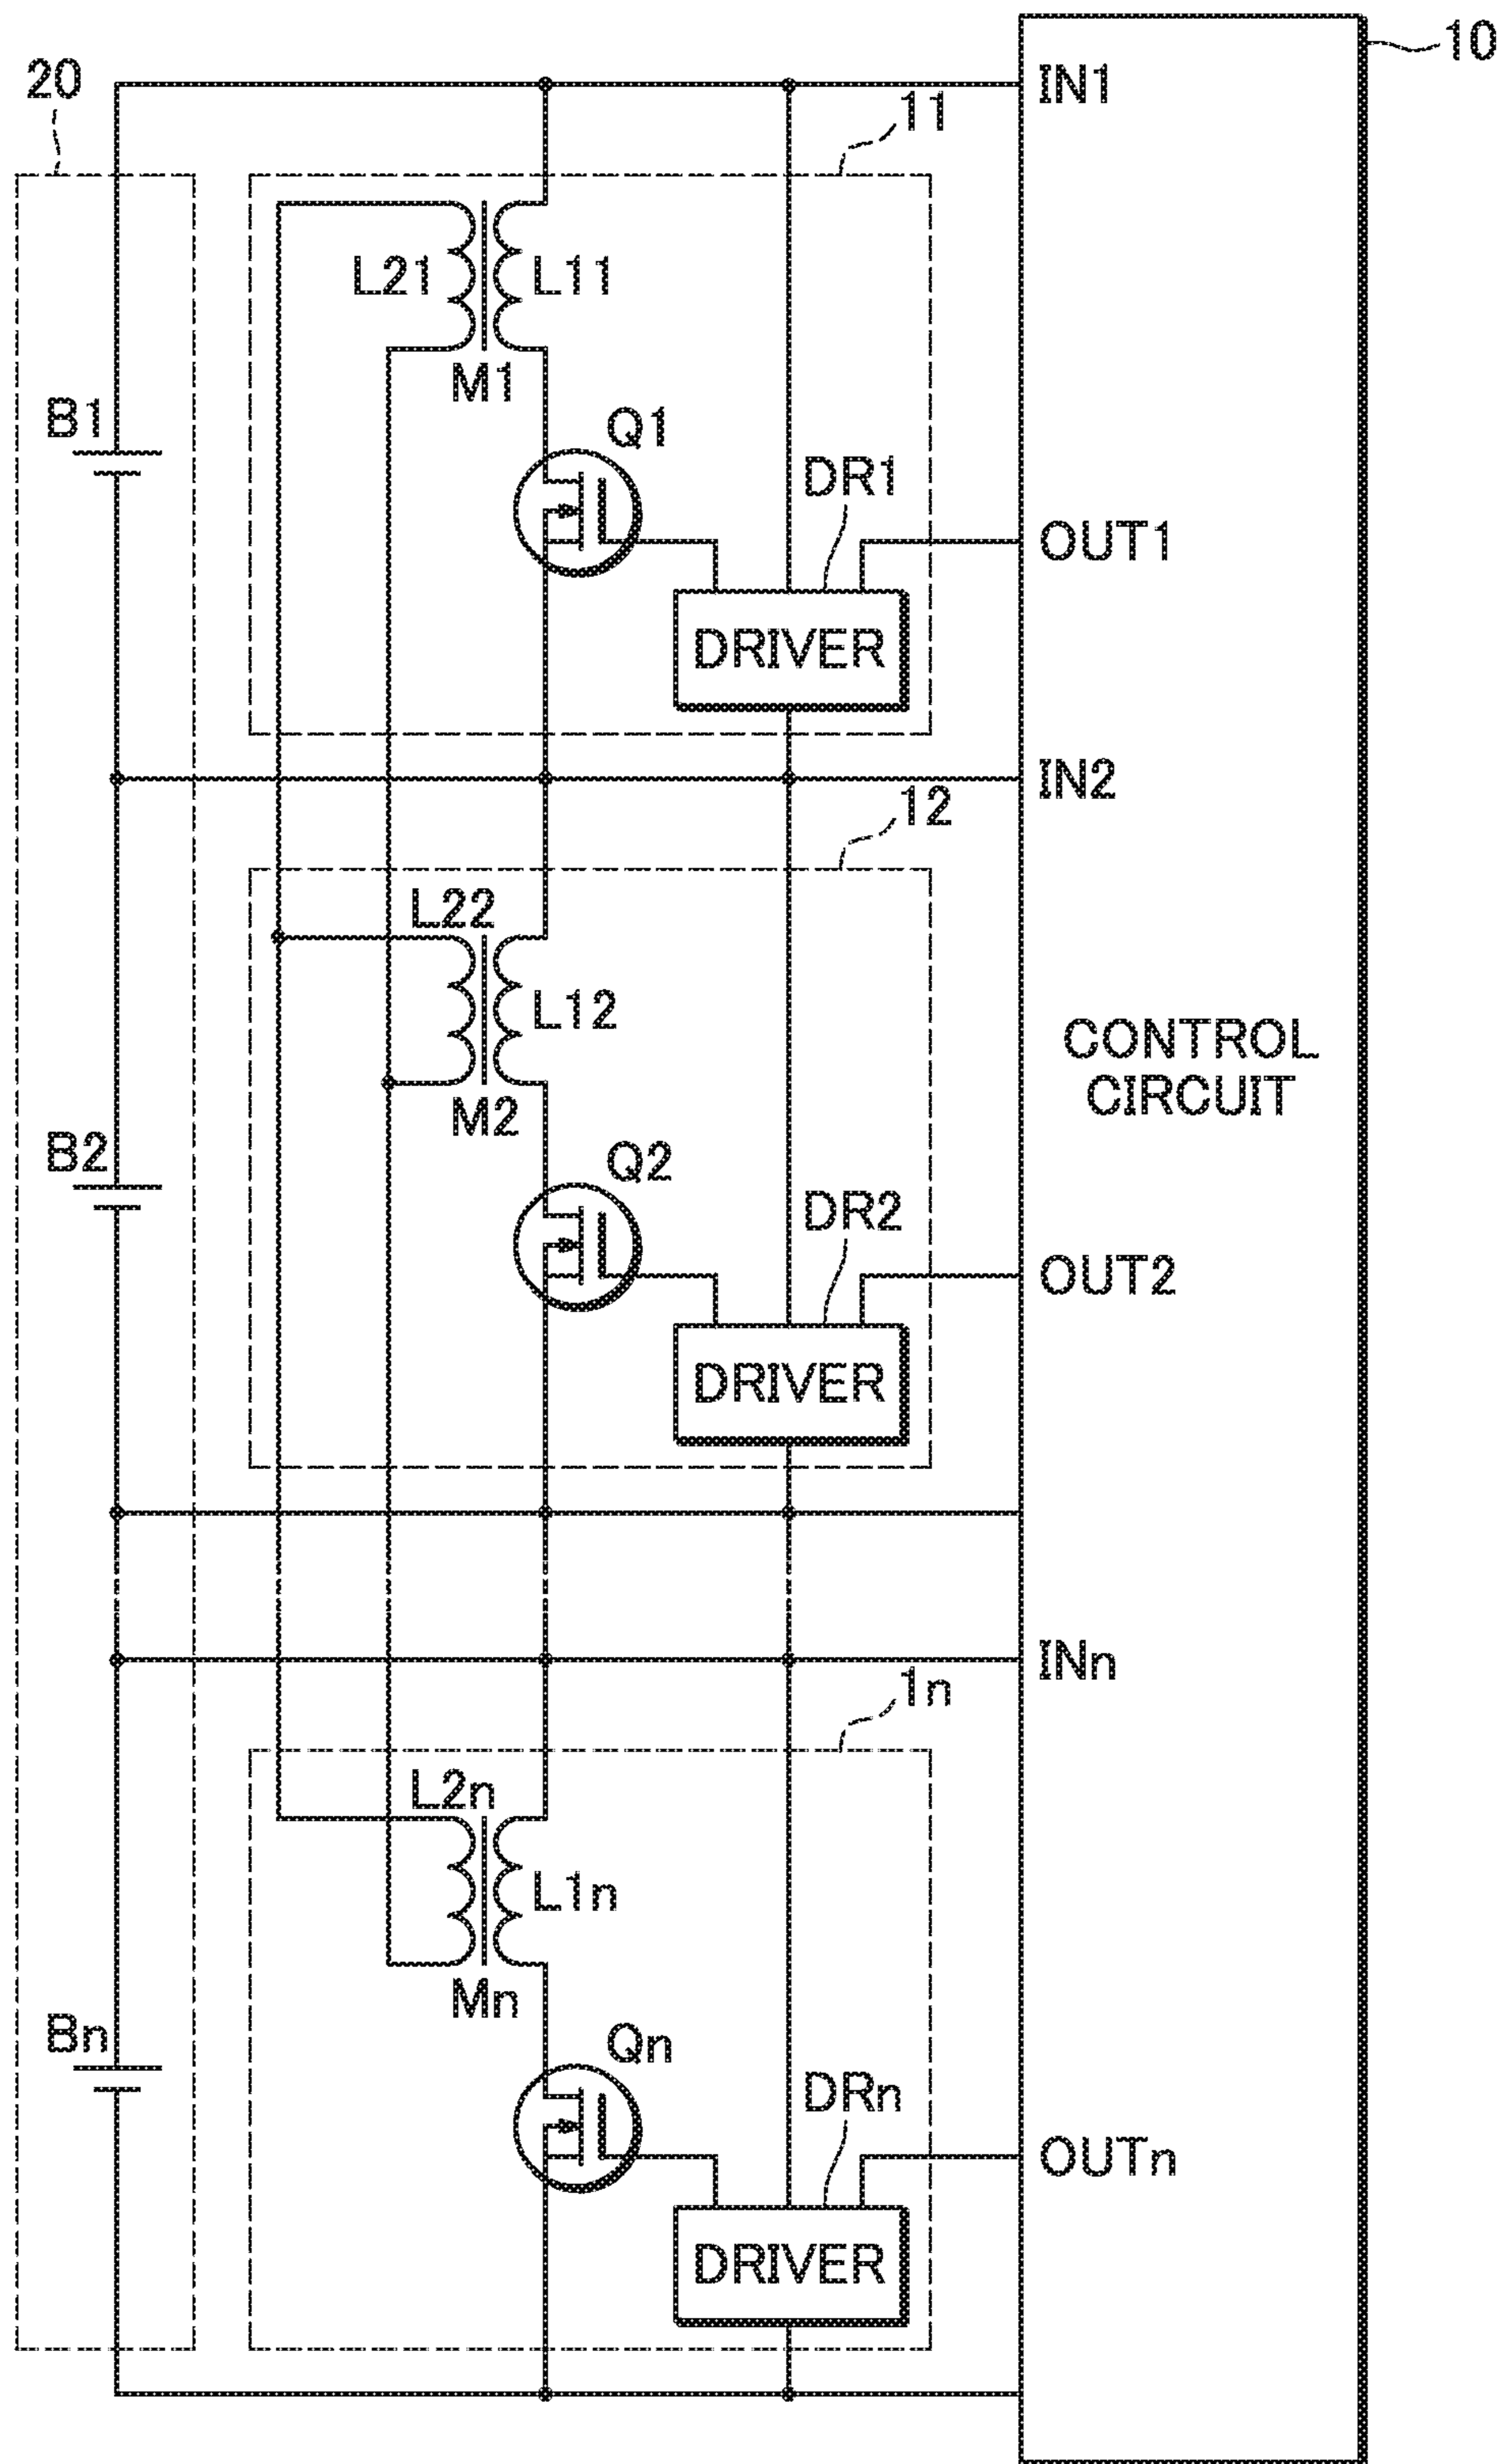 10
20
IN1
11
L21
L11
M1
B1
Q1
DR1
OUT1
DRIVER
IN2
12
L22
L12
CONTROL
CIRCUIT
M2
B2
Q2
DR2
OUT2
DRIVER
INn
1n
L2n
L1n
Mn
Bn
Qn
DRn
OUTn
DRIVER